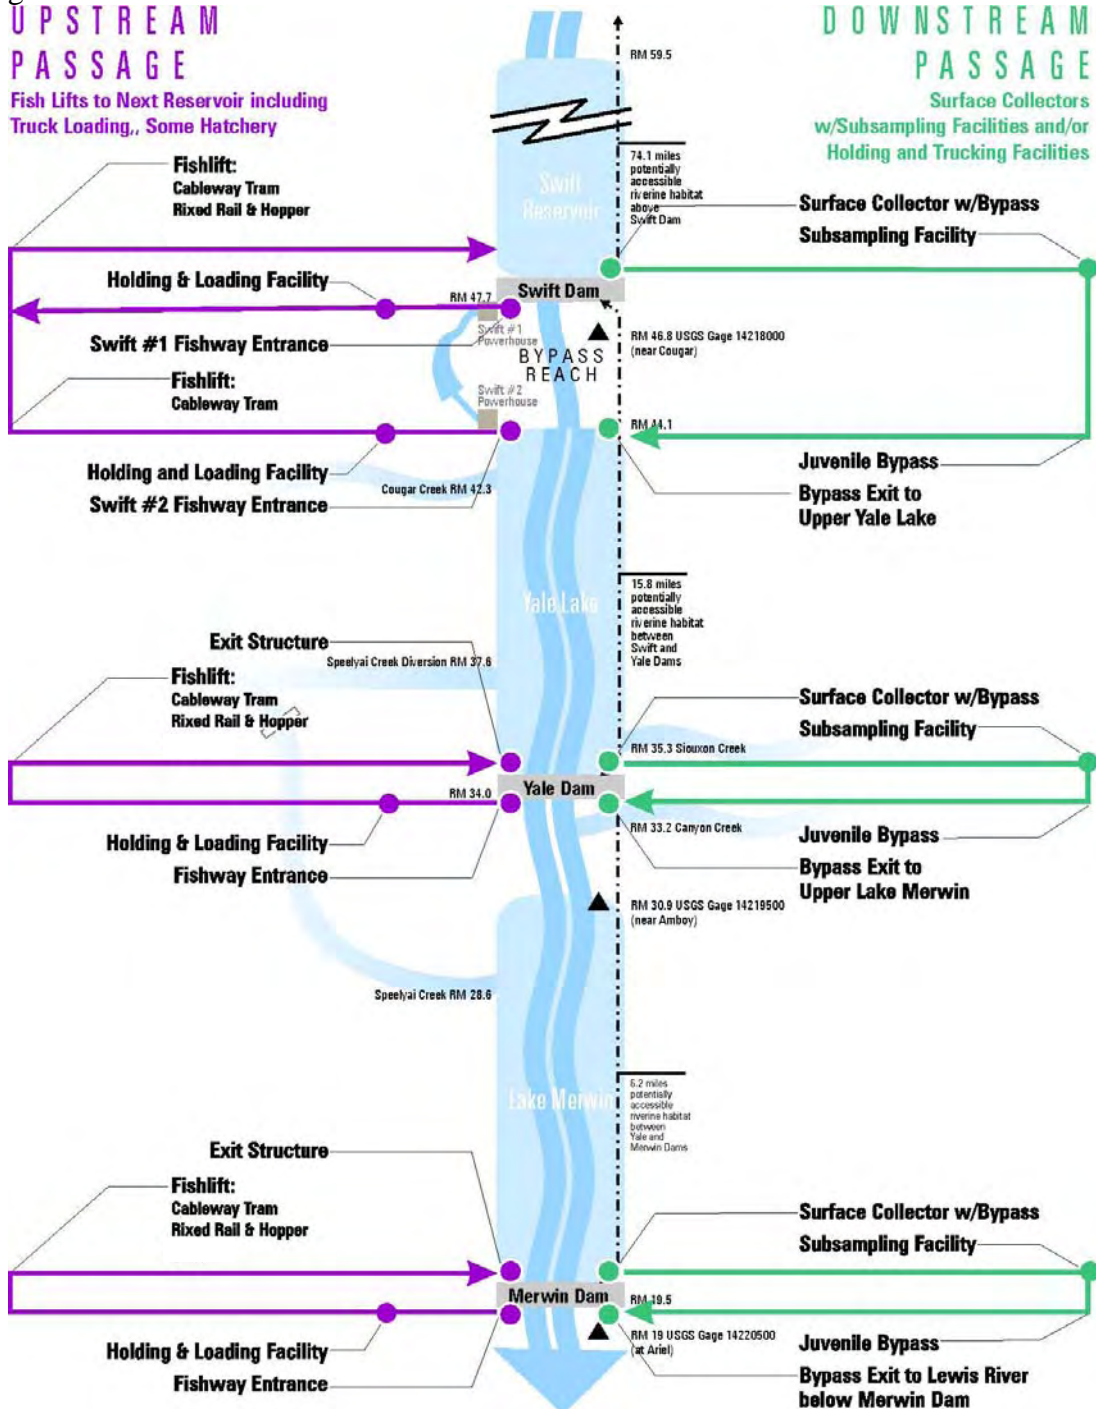 g
UPSTREAM
PASSAGE
Fish Lifts to Next Reservoir including
Truck Loading,, Some Hatchery
DOWNSTREAM
PASSAGE
Surface Collectors
w/Subsampling Facilities and/or
Holding and Trucking Facilities
RM 59.5
74.1 miles
potentially
accessible
riverine habitat
above
Swift Dam
Swift
Reservoir
Fishlift:
Cableway Tram
Rixed Rail & Hopper
Surface Collector w/Bypass
Subsampling Facility
Holding & Loading Facility
RM 47.7
Swift Dam
Swift #1
Powerhouse
Swift #1 Fishway Entrance
BYPASS
REACH
RM 46.8 USGS Gage 14218000
(near Cougar)
Fishlift:
Cableway Tram
Swift #2
Powerhouse
RM 44.1
Holding and Loading Facility
Swift #2 Fishway Entrance
Cougar Creek RM 42.3
Juvenile Bypass
Bypass Exit to
Upper Yale Lake
Yale Lake
15.8 miles
potentially
accessible
riverine habitat
between
Swift and
Yale Dams
Exit Structure
Speelyai Creek Diversion RM 37.6
Fishlift:
Cableway Tram
Rixed Rail & Hopper
Surface Collector w/Bypass
Subsampling Facility
RM 35.3 Siouxon Creek
Yale Dam
RM 34.0
Holding & Loading Facility
Fishway Entrance
RM 33.2 Canyon Creek
Juvenile Bypass
Bypass Exit to
Upper Lake Merwin
RM 30.9 USGS Gage 14219500
(near Amboy)
Speelyai Creek RM 28.6
Lake Merwin
6.2 miles
potentially
accessible
riverine habitat
between
Yale and
Merwin Dams
Exit Structure
Fishlift:
Cableway Tram
Rixed Rail & Hopper
Surface Collector w/Bypass
Subsampling Facility
Merwin Dam
RM 19.5
Holding & Loading Facility
Fishway Entrance
RM 19 USGS Gage 14220500
(at Ariel)
Juvenile Bypass
Bypass Exit to Lewis River
below Merwin Dam